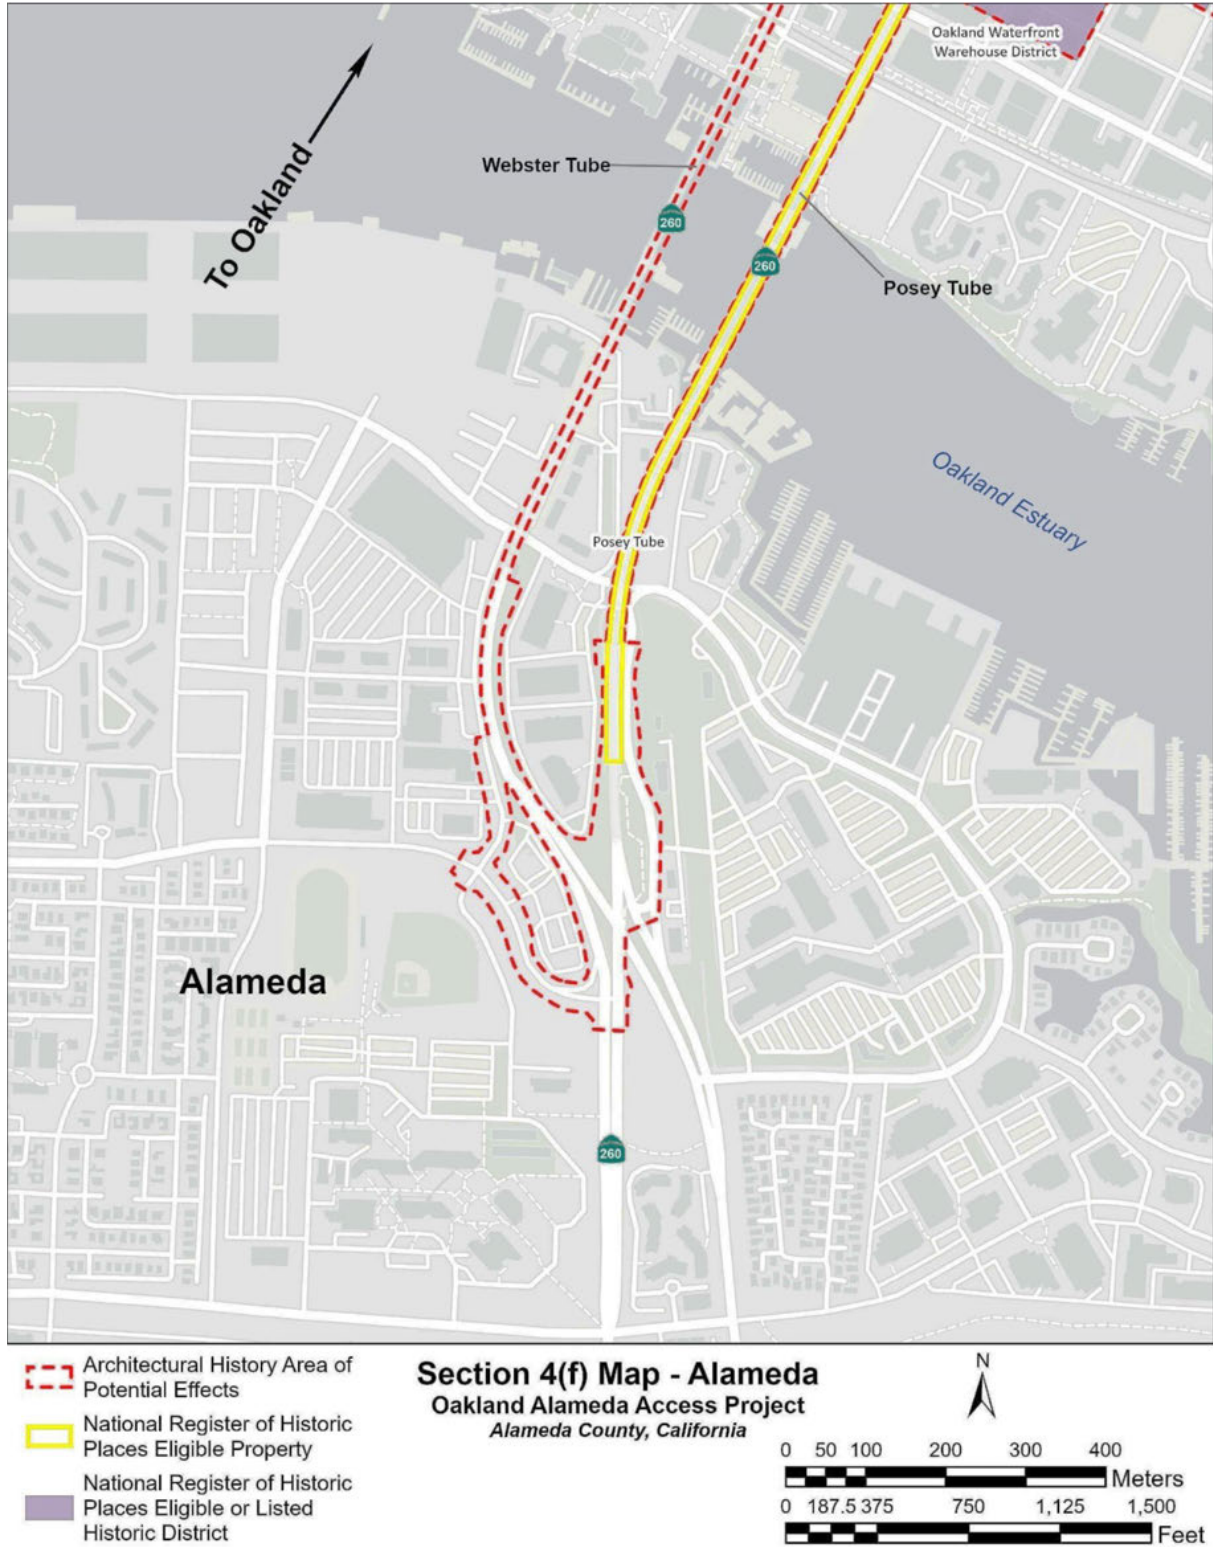 Oakland Waterfront
Warehouse District
To Oakland
Webster Tube
260
260
Posey Tube
Oakland Estuary
Posey Tube
Alameda
260
Architectural History Area of
Potential Effects
National Register of Historic
Places Eligible Property
National Register of Historic
Places Eligible or Listed
Historic District
Section 4(f) Map - Alameda
Oakland Alameda Access Project
Alameda County, California
N
0 50 100 200 300 400
Meters
0 187.5 375 750 1,125 1,500
Feet